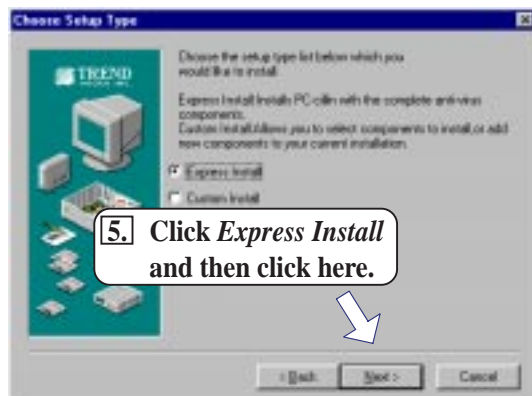 Choose Setup Type
TREND
MICRO, INC.
Choose the setup type list below which you
would like to install.
Express Install:Installs PC-cillin with the complete anti-virus
components.
Custom Install:Allows you to select components to install,or add
new components to your current installation.
Express Install
Custom Install
5. Click Express Install
and then click here.
< Back
Next >
Cancel